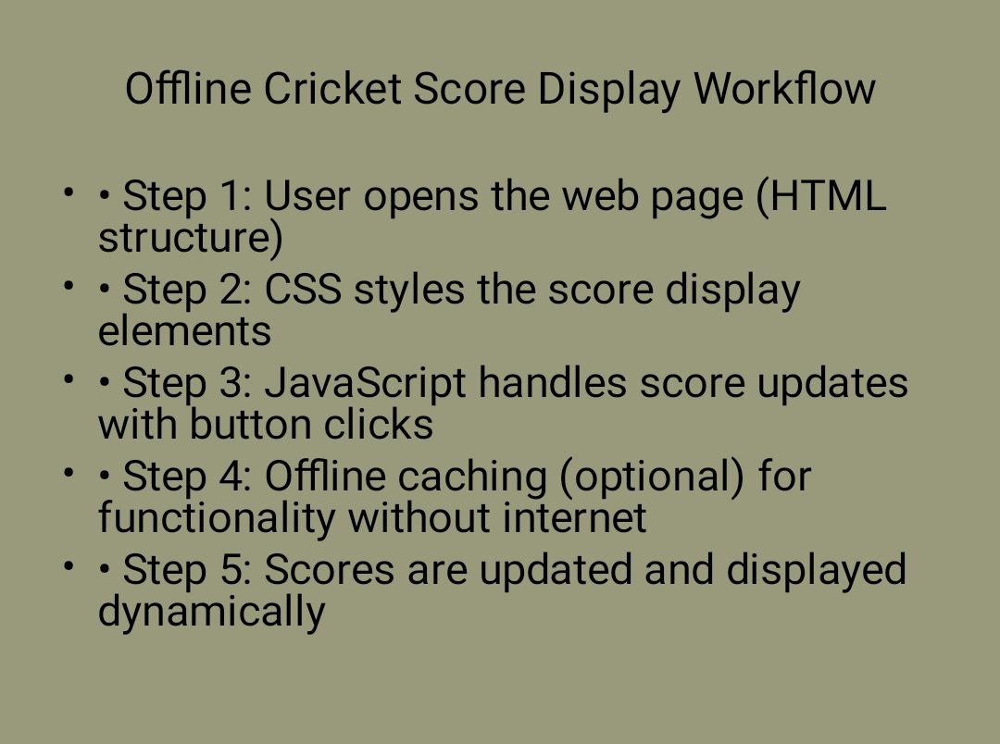 Offline Cricket Score Display Workflow
• • Step 1: User opens the web page (HTML
structure)
• • Step 2: CSS styles the score display
elements
• • Step 3: JavaScript handles score updates
with button clicks
• • Step 4: Offline caching (optional) for
functionality without internet
• • Step 5: Scores are updated and displayed
dynamically